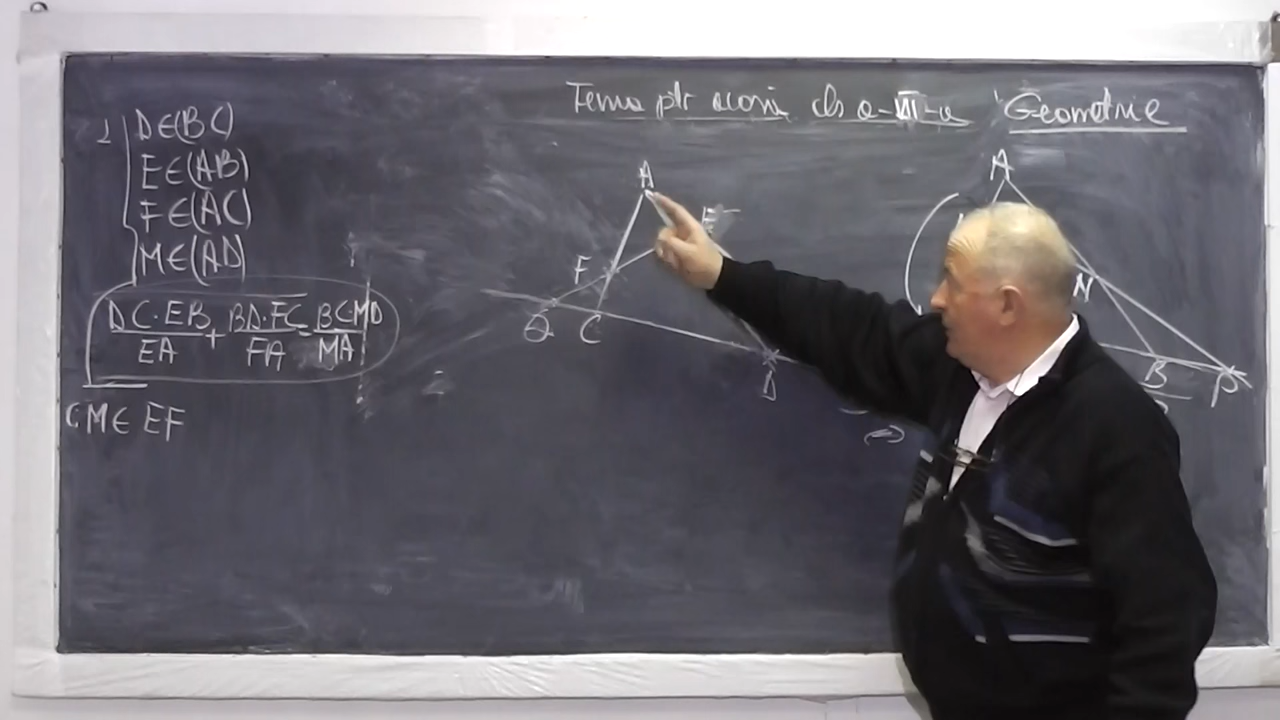 Tema ptr acasă cls a-VII-a Geometrie
1 D∈(BC)
E∈(AB)
F∈(AC)
M∈(AD)
DC·EB/EA + BD·FC/FA = BC·MD/MA
M∈ EF
A
F
Q
C
D
A
N
B
P